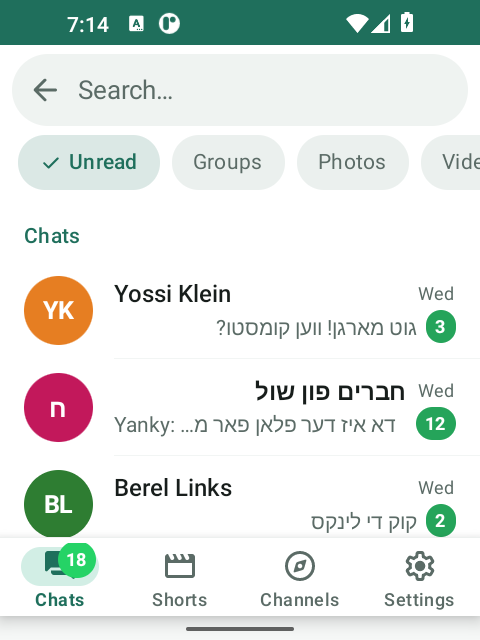 7:14
Search...
Unread
Groups
Photos
Vide
Chats
YK
Yossi Klein
Wed
גוט מארגן! ווען קומסטו?
3
ח
חברים פון שול
Wed
Yanky: דא איז דער פלאן פאר מ...
12
BL
Berel Links
Wed
קוק די לינקס
2
18
Chats
Shorts
Channels
Settings